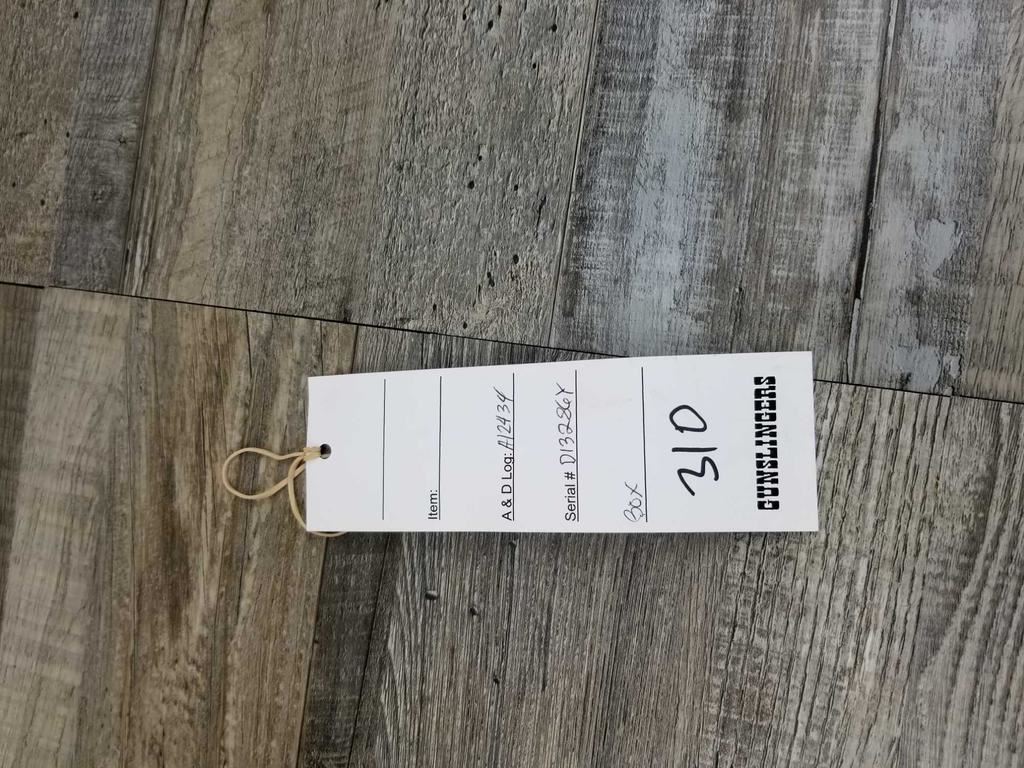 Item:
A & D Log: A12434
Serial # D13286Y
Box
310
GUNSLINGERS